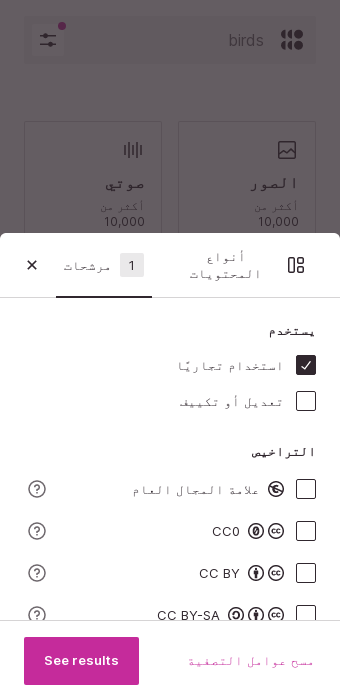 birds
الصور
أكثر من
10,000
صوتي
أكثر من
10,000
أنواع
المحتويات
1
مرشحات
يستخدم
استخدام تجاريًا
تعديل أو تكييف
التراخيص
علامة المجال العام
CC0
CC BY
CC BY-SA
مسح عوامل التصفية
See results